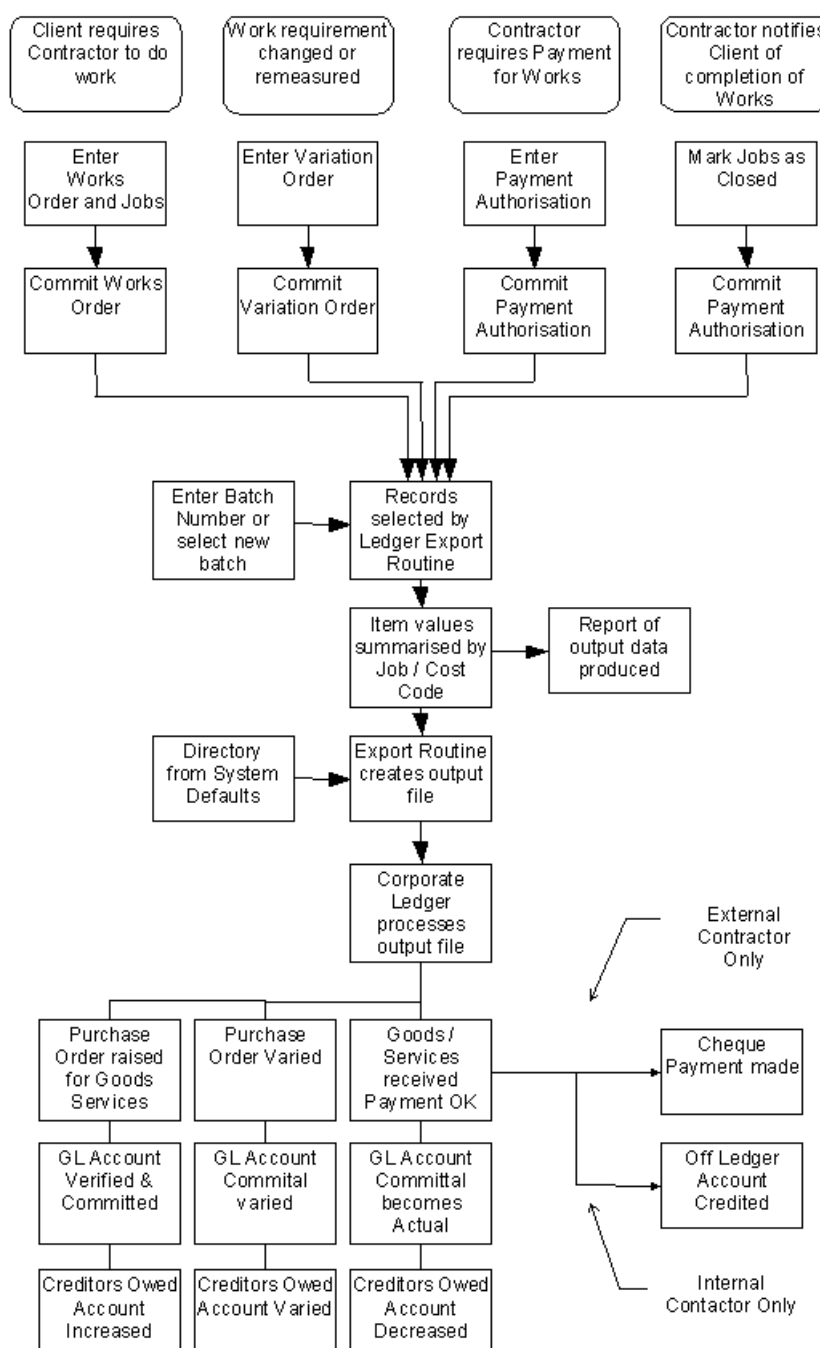 Client requires
Contractor to do
work
Work requirement
changed or
remeasured
Contractor
requires Payment
for Works
Contractor notifies
Client of
completion of
Works
Enter
Works
Order and Jobs
Enter Variation
Order
Enter
Payment
Authorisation
Mark Jobs as
Closed
Commit Works
Order
Commit
Variation Order
Commit
Payment
Authorisation
Commit
Payment
Authorisation
Enter Batch
Number or
select new
batch
Records
selected by
Ledger Export
Routine
Item values
summarised by
Job / Cost
Code
Report of
output data
produced
Directory
from System
Defaults
Export Routine
creates output
file
Corporate
Ledger
processes
output file
External
Contractor
Only
Purchase
Order raised
for Goods
Services
Purchase
Order Varied
Goods /
Services
received
Payment OK
Cheque
Payment made
GL Account
Verified &
Committed
GL Account
Commital
varied
GL Account
Committal
becomes
Actual
Off Ledger
Account
Credited
Creditors Owed
Account
Increased
Creditors Owed
Account Varied
Creditors Owed
Account
Decreased
Internal
Contactor Only